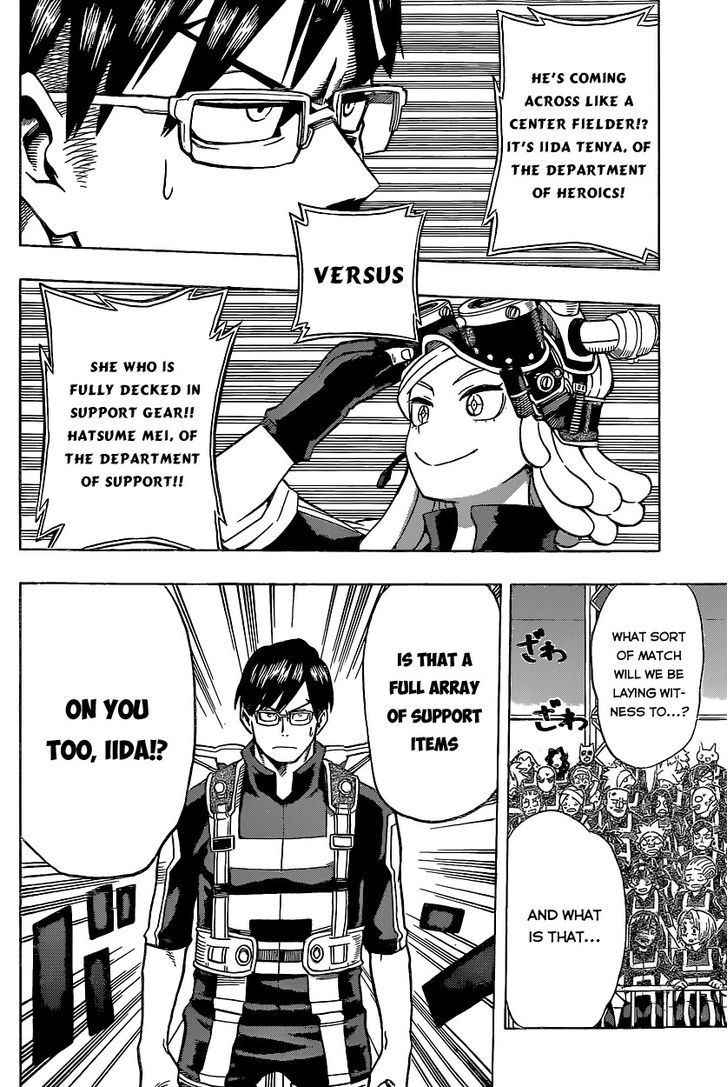 HE'S COMING
ACROSS LIKE A
CENTER FIELDER!?
IT'S IIDA TENYA, OF
THE DEPARTMENT
OF HEROICS!
VERSUS
SHE WHO IS
FULLY DECKED IN
SUPPORT GEAR!!
HATSUME MEI, OF
THE DEPARTMENT
OF SUPPORT!!
WHAT SORT
OF MATCH
WILL WE BE
LAYING WIT-
NESS TO...?
ざわ
ざわ
AND WHAT
IS THAT...
IS THAT A
FULL ARRAY
OF SUPPORT
ITEMS
ON YOU
TOO, IIDA!?